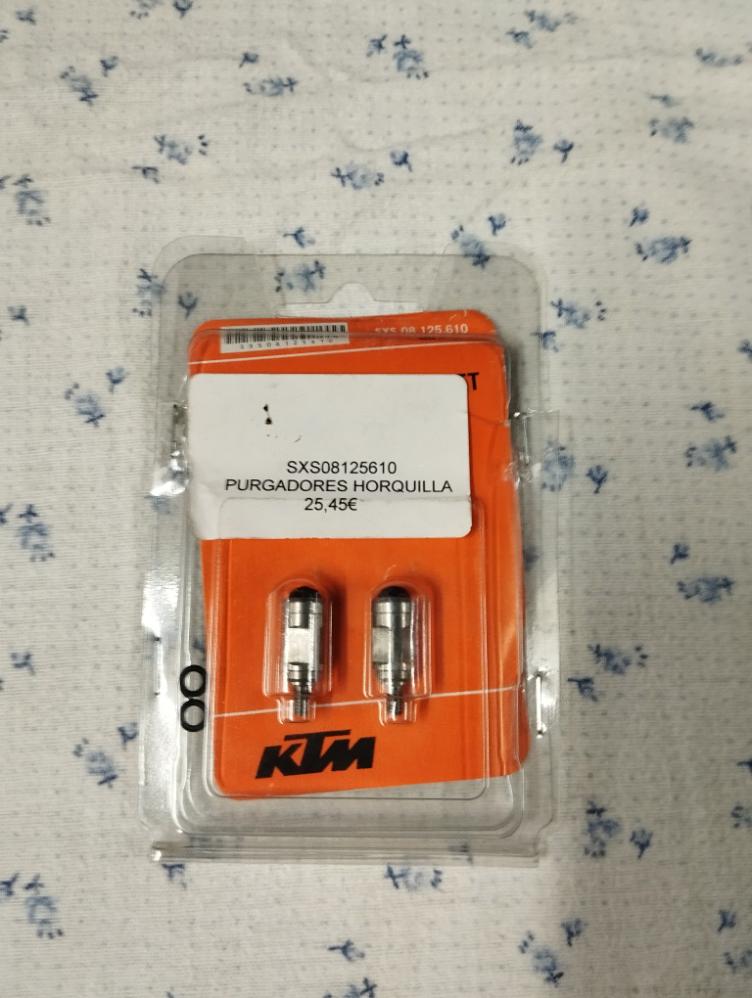 SXS 08 125 610
SXS08125610
PURGADORES HORQUILLA
25,45€
KTM